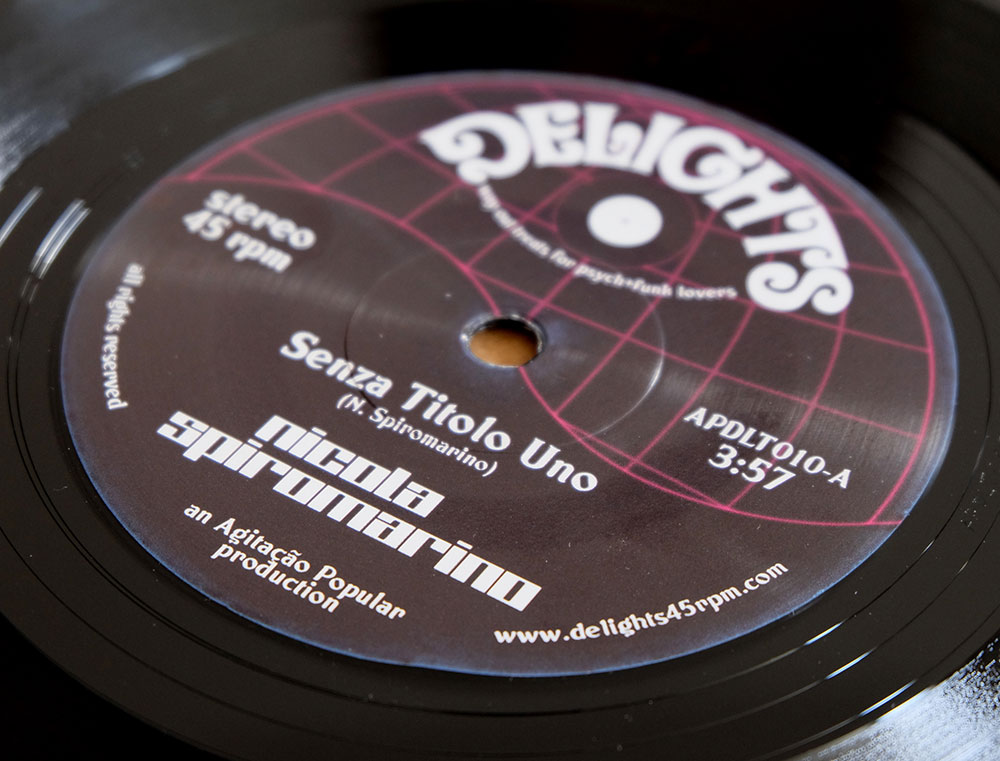 DELIGHTS
way out treats for psych+funk lovers
stereo
45 rpm
all rights reserved
Senza Titolo Uno
(N. Spiromarino)
APDLT010-A
3:57
nicola
spiromarino
an Agitação Popular
production
www.delights45rpm.com